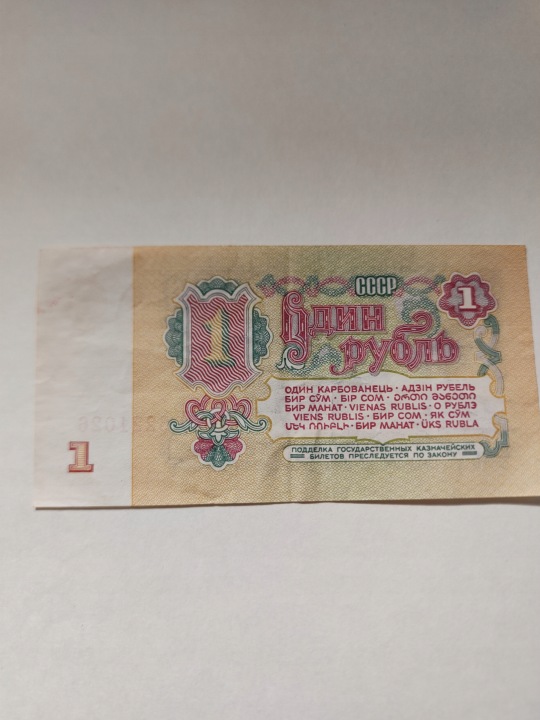 СССР
1
1
Один
рубль
ОДИН КАРБОВАНЕЦЬ · АДЗІН РУБЕЛЬ
БИР СЎМ · БІР СОМ · ᲝᲠᲗᲘ ᲛᲐᲜᲔᲗᲘ
БИР МАНАТ · VIENAS RUBLIS · О РУБЛЭ
VIENS RUBLIS · БИР СОМ · ЯК СЎМ
ՄԵԿ ՌՈՒԲԼԻ · БИР МАНАТ · ÜKS RUBLA
ПОДДЕЛКА ГОСУДАРСТВЕННЫХ КАЗНАЧЕЙСКИХ
БИЛЕТОВ ПРЕСЛЕДУЕТСЯ ПО ЗАКОНУ
1